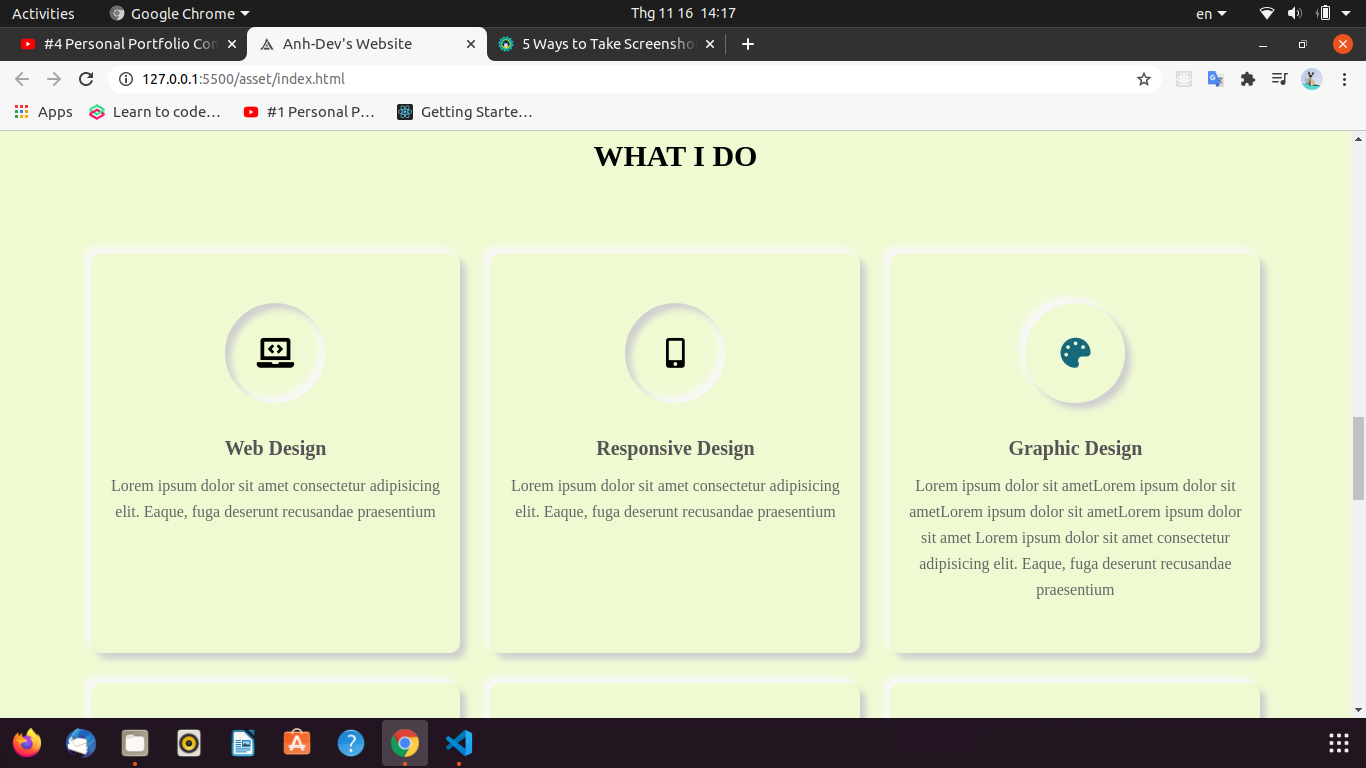 Activities Google Chrome Thg 11 16 14:17 en
#4 Personal Portfolio Con Anh-Dev's Website 5 Ways to Take Screensho
127.0.0.1:5500/asset/index.html
Apps Learn to code… #1 Personal P… Getting Starte…
WHAT I DO
Web Design
Lorem ipsum dolor sit amet consectetur adipisicing
elit. Eaque, fuga deserunt recusandae praesentium
Responsive Design
Lorem ipsum dolor sit amet consectetur adipisicing
elit. Eaque, fuga deserunt recusandae praesentium
Graphic Design
Lorem ipsum dolor sit ametLorem ipsum dolor sit
ametLorem ipsum dolor sit ametLorem ipsum dolor
sit amet Lorem ipsum dolor sit amet consectetur
adipisicing elit. Eaque, fuga deserunt recusandae
praesentium